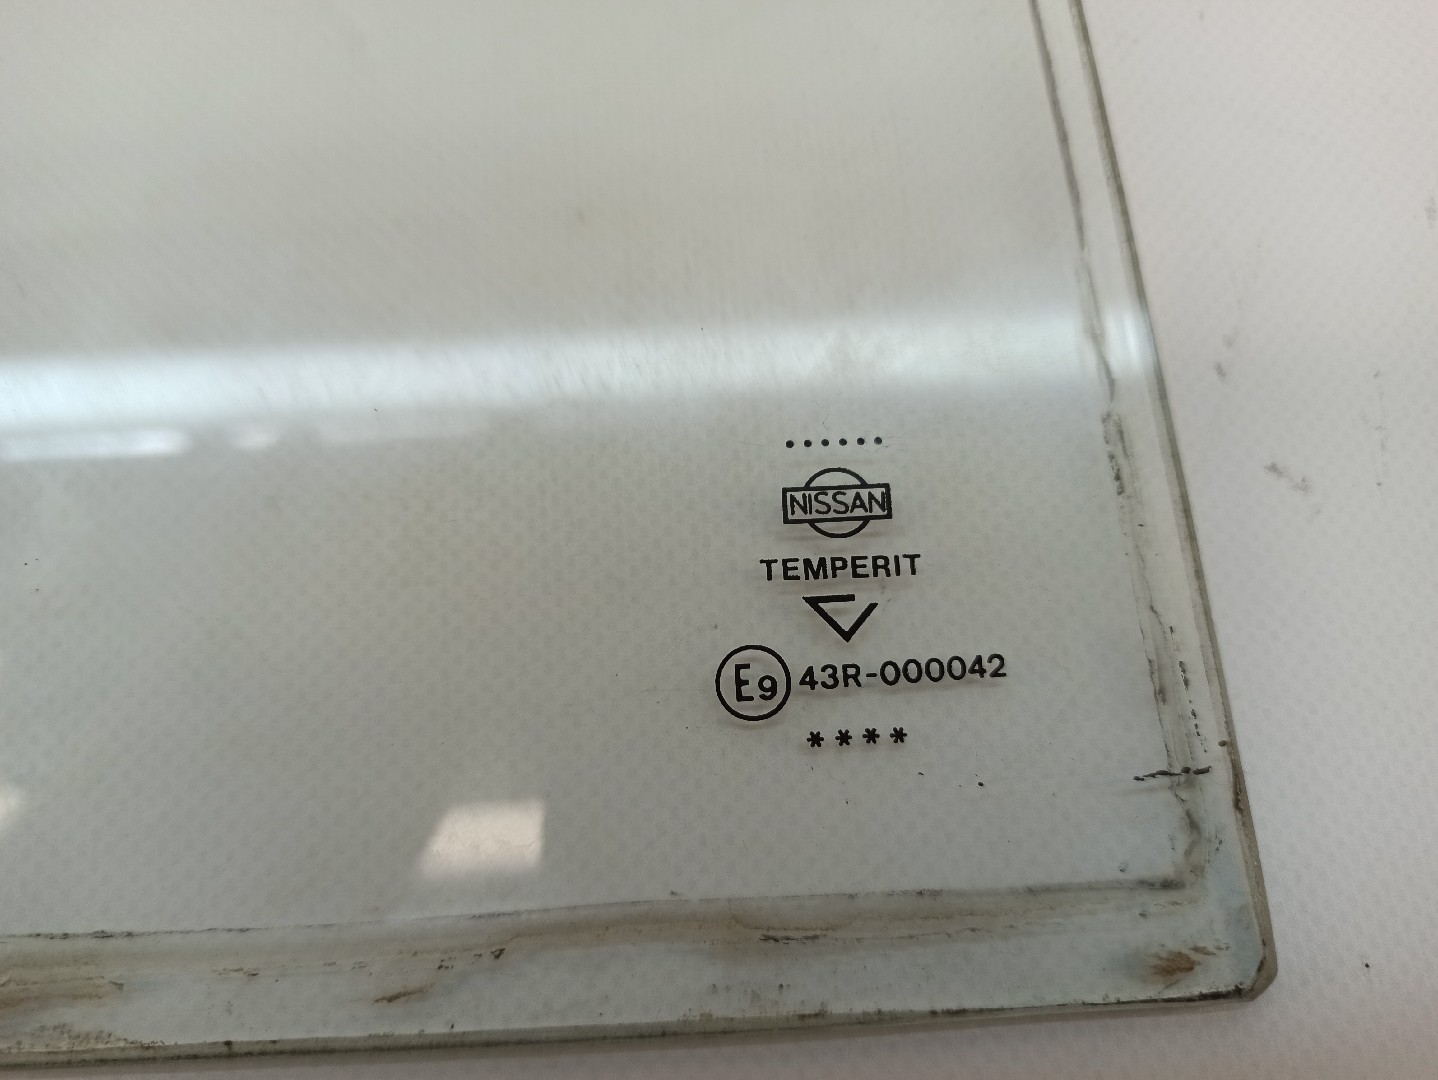 ......
NISSAN
TEMPERIT
E9 43R-000042
****